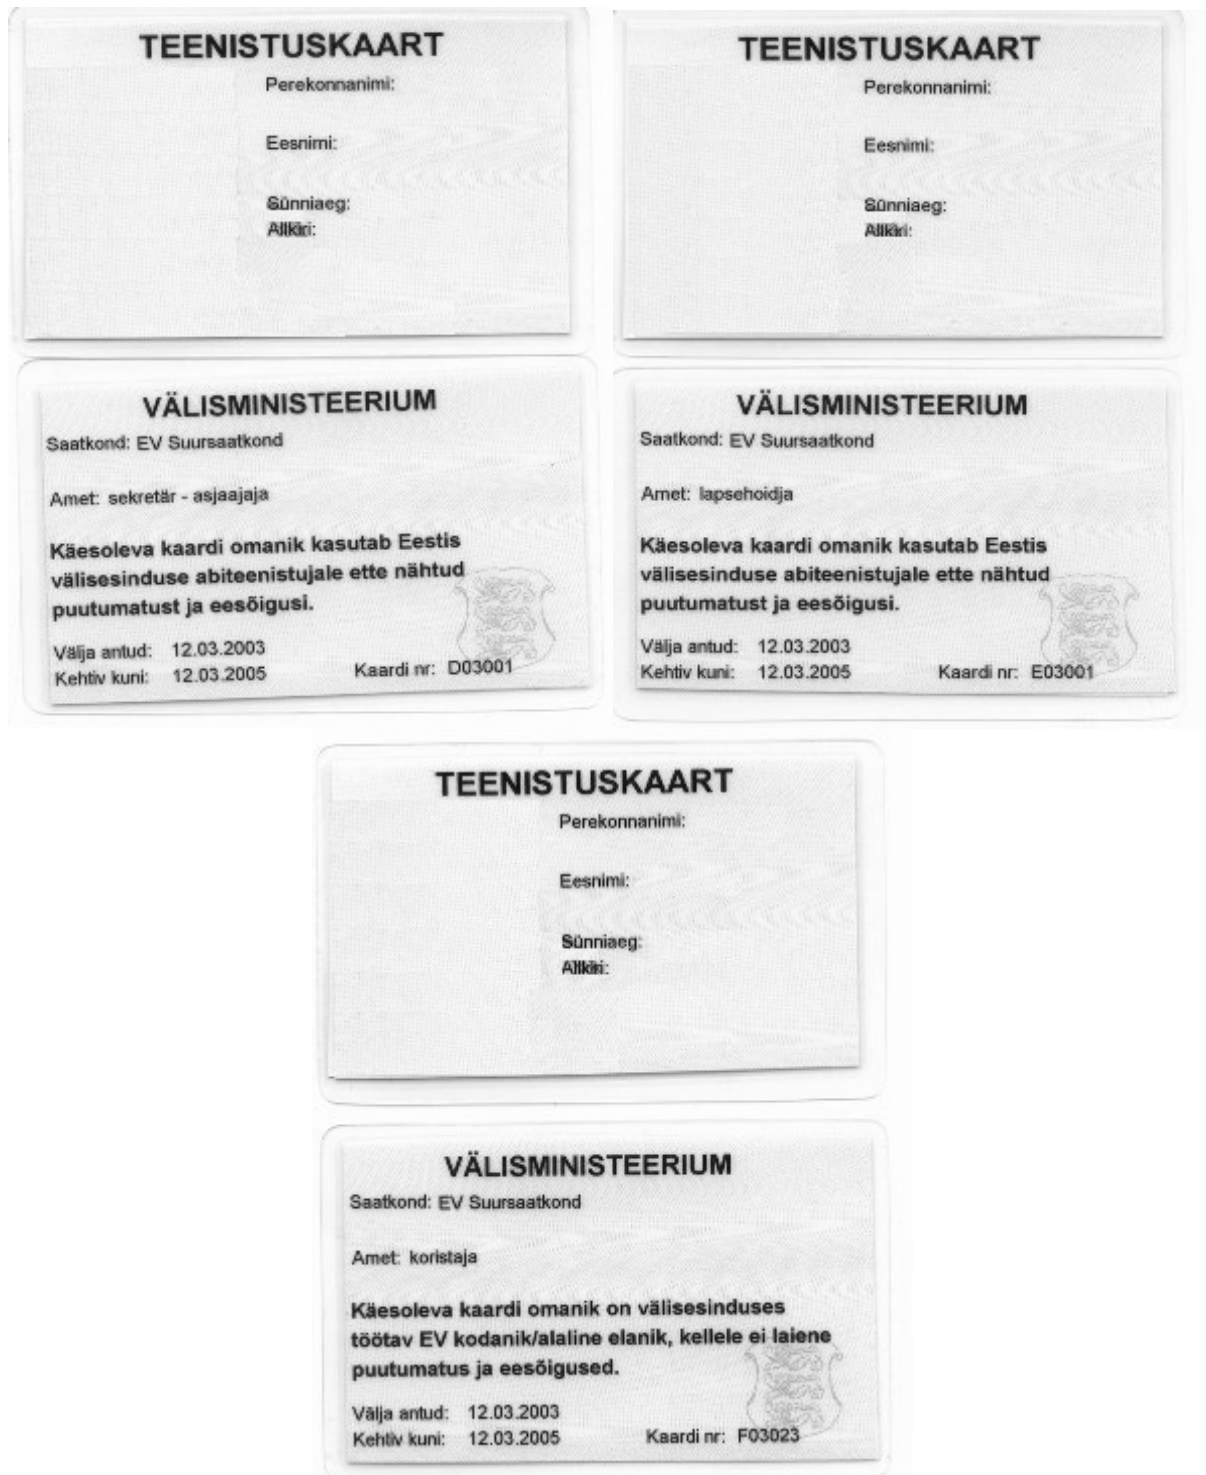 TEENISTUSKAART
Perekonnanimi:
Eesnimi:
Sünniaeg:
Allkiri:
TEENISTUSKAART
Perekonnanimi:
Eesnimi:
Sünniaeg:
Allkiri:
VÄLISMINISTEERIUM
Saatkond: EV Suursaatkond
Amet: sekretär - asjaajaja
Käesoleva kaardi omanik kasutab Eestis
välisesinduse abiteenistujale ette nähtud
puutumatust ja eesõigusi.
Välja antud: 12.03.2003
Kehtiv kuni: 12.03.2005 Kaardi nr: D03001
VÄLISMINISTEERIUM
Saatkond: EV Suursaatkond
Amet: lapsehoidja
Käesoleva kaardi omanik kasutab Eestis
välisesinduse abiteenistujale ette nähtud
puutumatust ja eesõigusi.
Välja antud: 12.03.2003
Kehtiv kuni: 12.03.2005 Kaardi nr: E03001
TEENISTUSKAART
Perekonnanimi:
Eesnimi:
Sünniaeg:
Allkiri:
VÄLISMINISTEERIUM
Saatkond: EV Suursaatkond
Amet: koristaja
Käesoleva kaardi omanik on välisesinduses
töötav EV kodanik/alaline elanik, kellele ei laiene
puutumatus ja eesõigused.
Välja antud: 12.03.2003
Kehtiv kuni: 12.03.2005 Kaardi nr: F03023